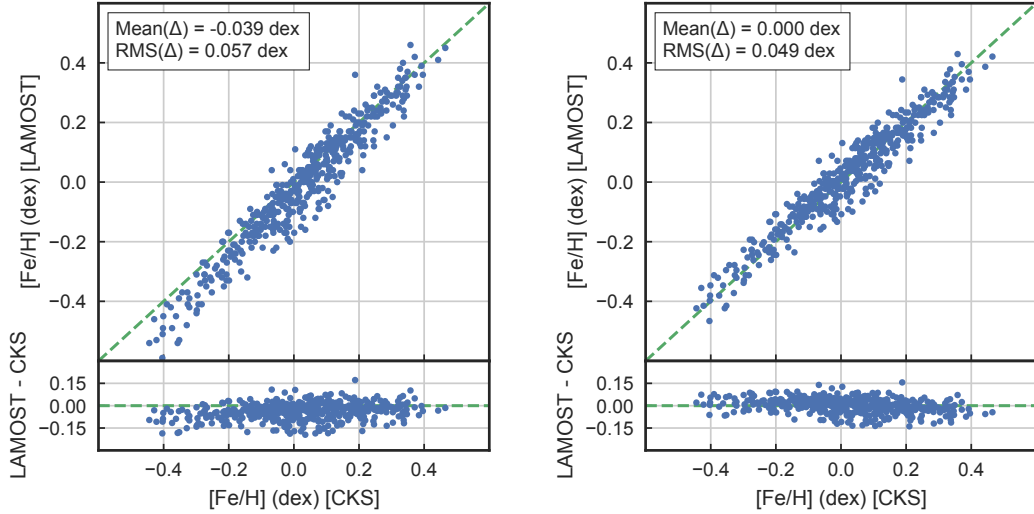 Mean(Δ) = -0.039 dex
RMS(Δ) = 0.057 dex
[Fe/H] (dex) [LAMOST]
0.4
0.2
0.0
−0.2
−0.4
LAMOST - CKS
0.15
0.00
−0.15
−0.4 −0.2 0.0 0.2 0.4
[Fe/H] (dex) [CKS]
Mean(Δ) = 0.000 dex
RMS(Δ) = 0.049 dex
[Fe/H] (dex) [LAMOST]
0.4
0.2
0.0
−0.2
−0.4
LAMOST - CKS
0.15
0.00
−0.15
−0.4 −0.2 0.0 0.2 0.4
[Fe/H] (dex) [CKS]